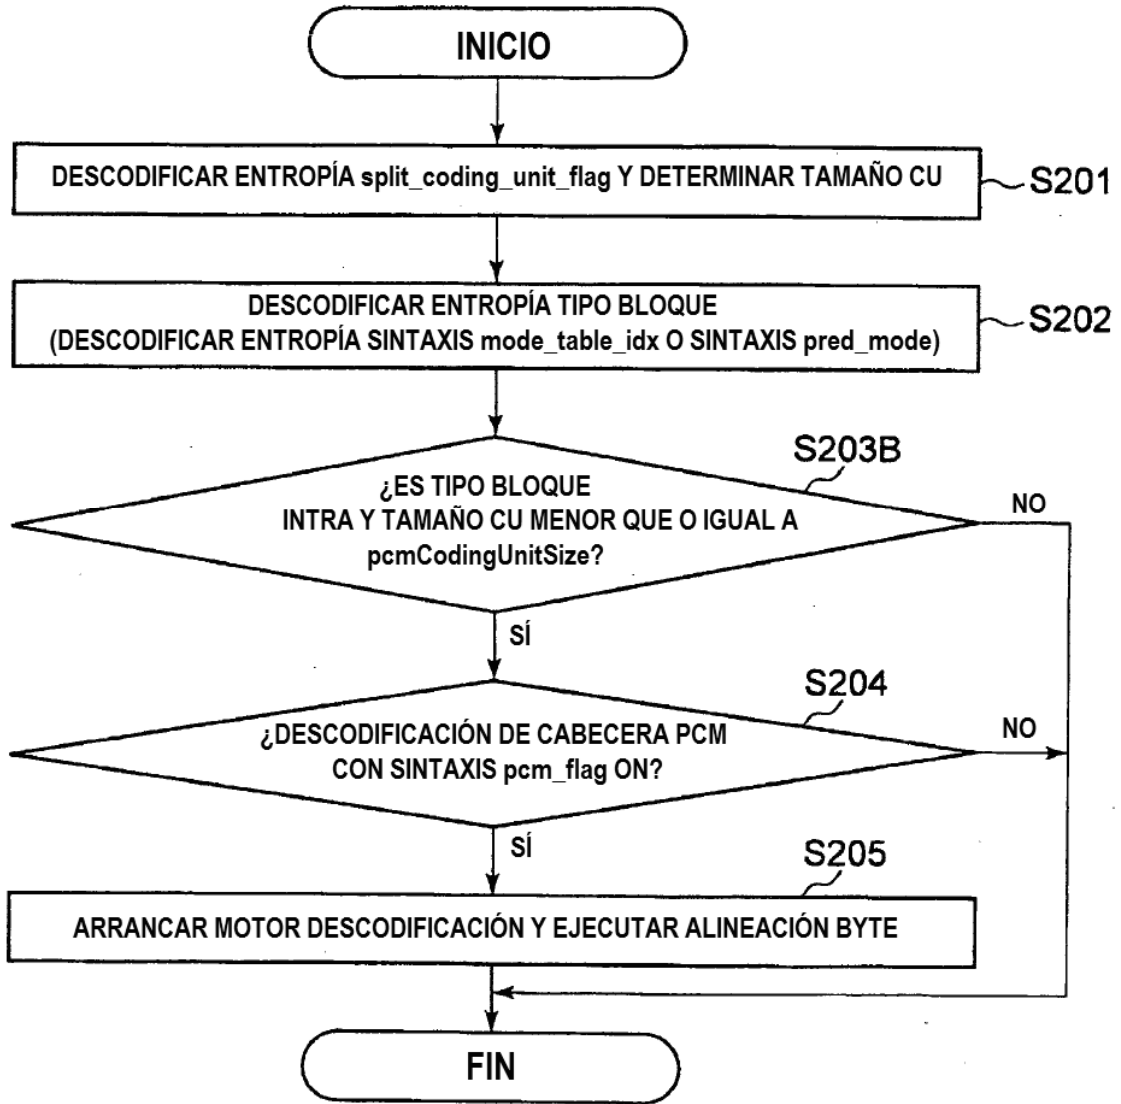 INICIO
DESCODIFICAR ENTROPÍA split_coding_unit_flag Y DETERMINAR TAMAÑO CU
S201
DESCODIFICAR ENTROPÍA TIPO BLOQUE
(DESCODIFICAR ENTROPÍA SINTAXIS mode_table_idx O SINTAXIS pred_mode)
S202
S203B
¿ES TIPO BLOQUE
INTRA Y TAMAÑO CU MENOR QUE O IGUAL A
pcmCodingUnitSize?
NO
SÍ
S204
¿DESCODIFICACIÓN DE CABECERA PCM
CON SINTAXIS pcm_flag ON?
NO
SÍ
S205
ARRANCAR MOTOR DESCODIFICACIÓN Y EJECUTAR ALINEACIÓN BYTE
FIN